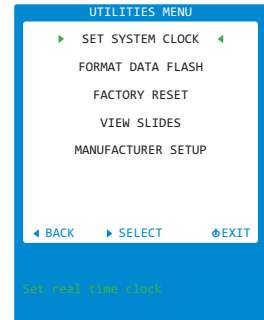 UTILITIES MENU
SET SYSTEM CLOCK
FORMAT DATA FLASH
FACTORY RESET
VIEW SLIDES
MANUFACTURER SETUP
BACK SELECT EXIT
Set real time clock